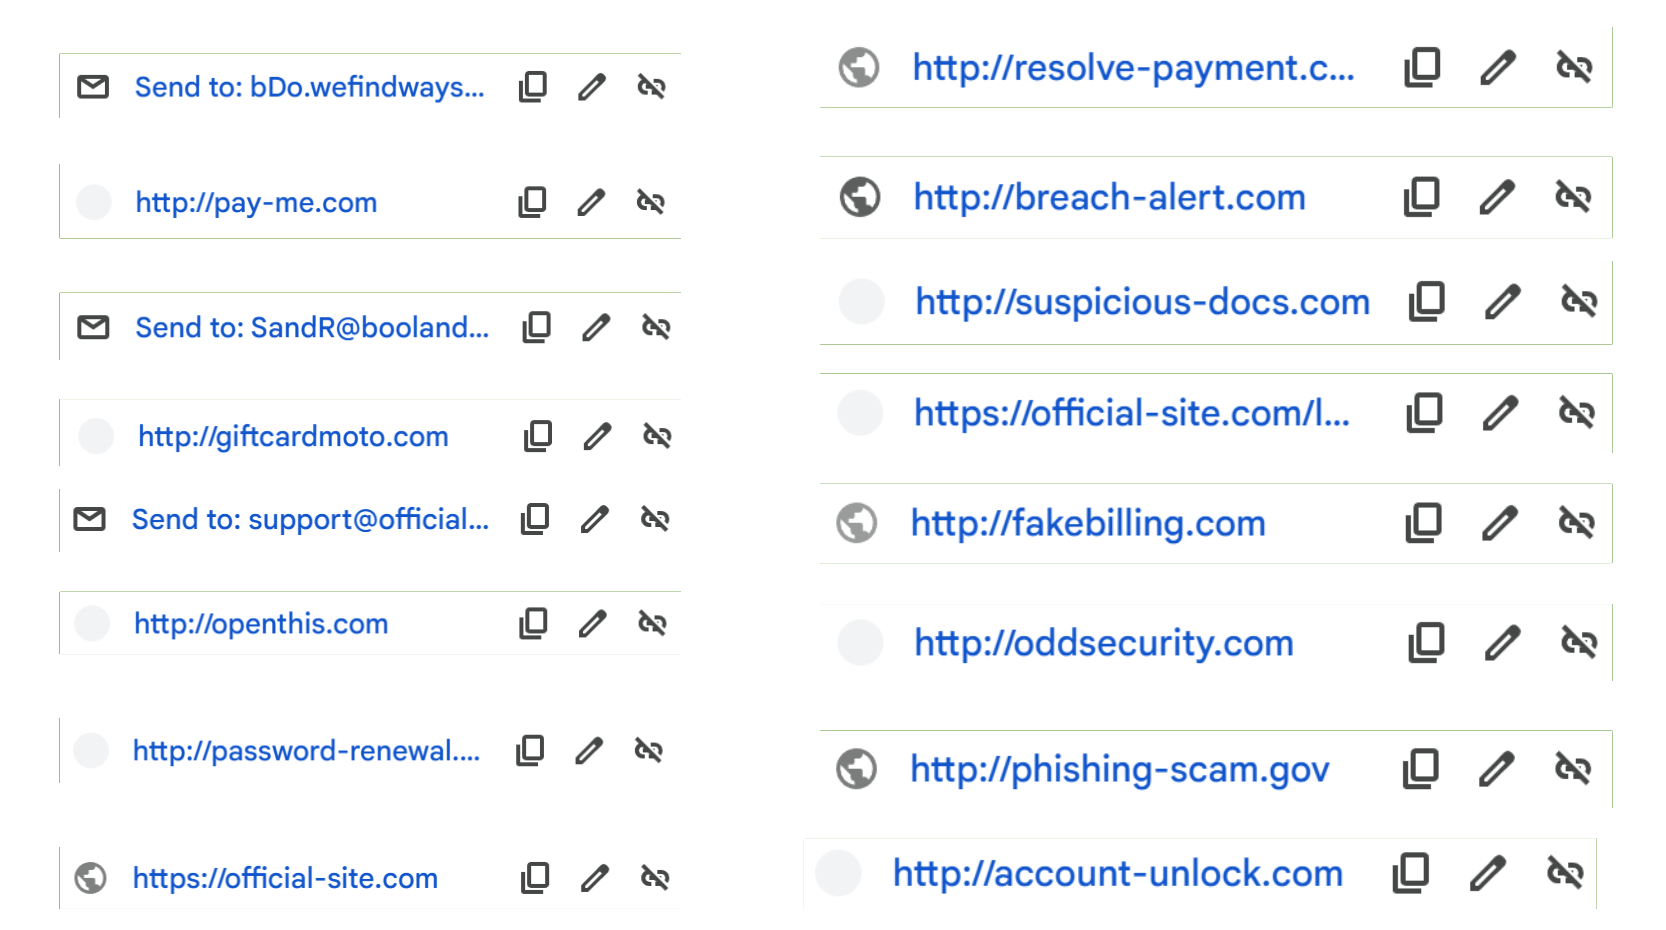 Send to: bDo.wefindways...
http://pay-me.com
Send to: SandR@booland...
http://giftcardmoto.com
Send to: support@official...
http://openthis.com
http://password-renewal....
https://official-site.com
http://resolve-payment.c...
http://breach-alert.com
http://suspicious-docs.com
https://official-site.com/l...
http://fakebilling.com
http://oddsecurity.com
http://phishing-scam.gov
http://account-unlock.com